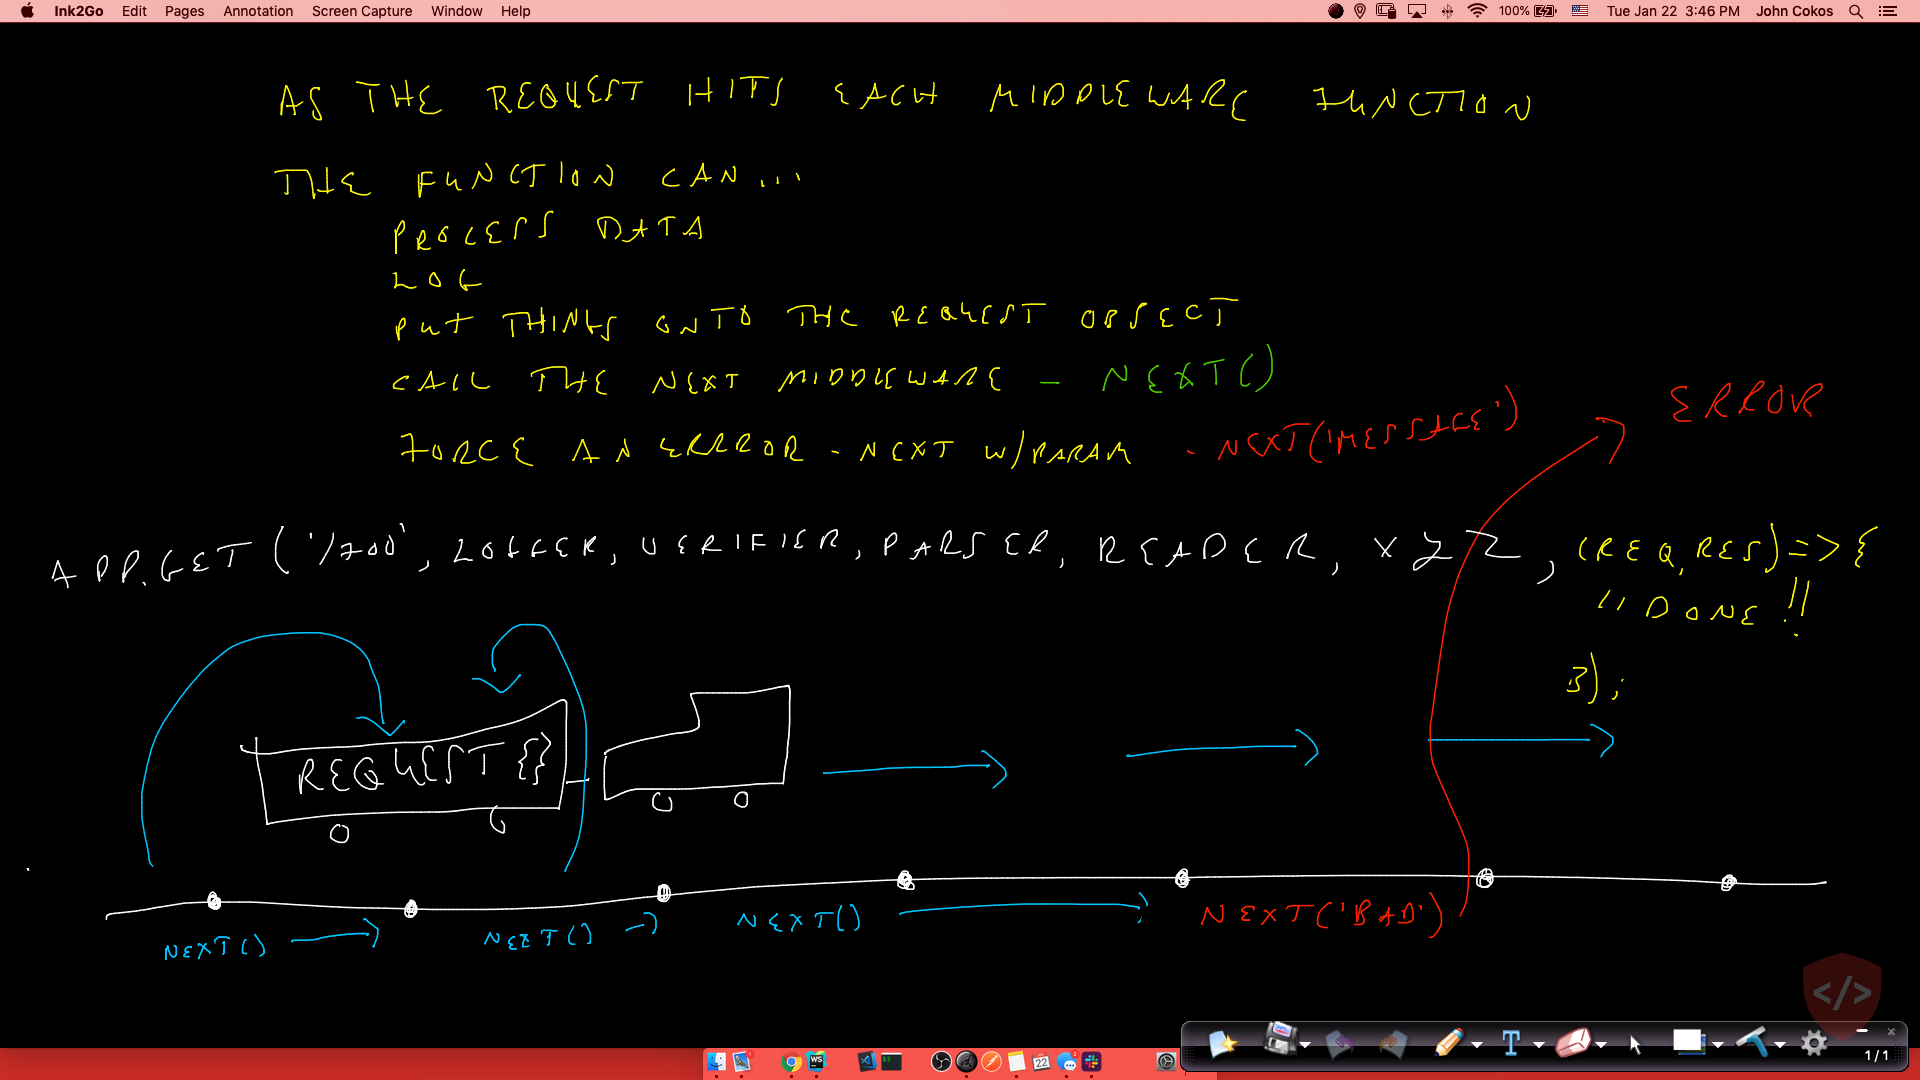 Ink2Go Edit Pages Annotation Screen Capture Window Help 100% Tue Jan 22 3:46 PM John Cokos
AS THE REQUEST HITS EACH MIDDLEWARE FUNCTION
THE FUNCTION CAN...
PROCESS DATA
LOG
PUT THINGS ONTO THE REQUEST OBJECT
CALL THE NEXT MIDDLEWARE - NEXT()
FORCE AN ERROR - NEXT W/PARAM - NEXT('MESSAGE')
ERROR
APP.GET('/FOO', LOGGER, VERIFIER, PARSER, READER, XYZ, (REQ, RES) => {
// DONE!!
});
REQUEST {}
NEXT() NEXT() NEXT() NEXT('BAD')
</>
WS
22
T
1/1